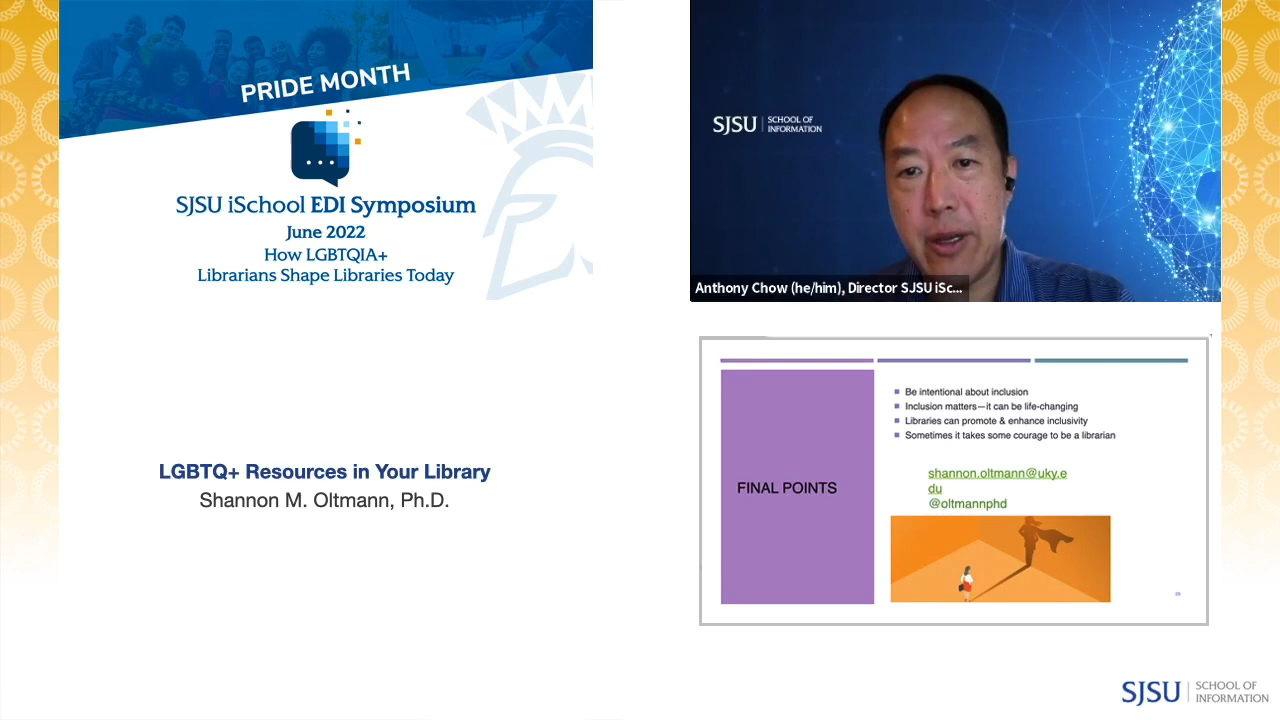 PRIDE MONTH
SJSU iSchool EDI Symposium
June 2022
How LGBTQIA+
Librarians Shape Libraries Today
LGBTQ+ Resources in Your Library
Shannon M. Oltmann, Ph.D.
SJSU | SCHOOL OF
INFORMATION
Anthony Chow (he/him), Director SJSU iSc...
FINAL POINTS
Be intentional about inclusion
Inclusion matters—it can be life-changing
Libraries can promote & enhance inclusivity
Sometimes it takes some courage to be a librarian
shannon.oltmann@uky.e
du
@oltmannphd
SJSU | SCHOOL OF
INFORMATION